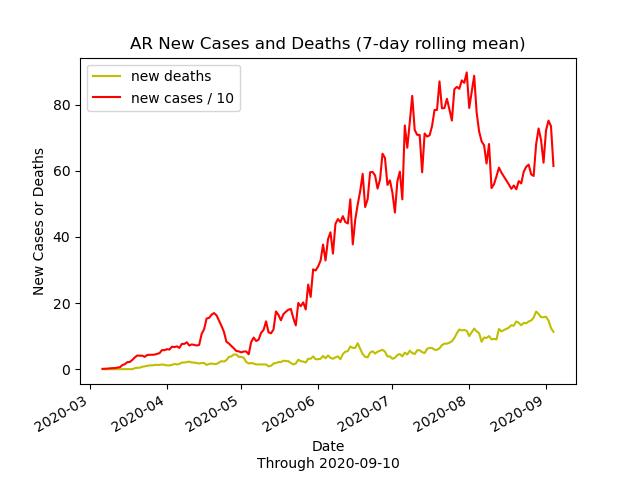 AR New Cases and Deaths (7-day rolling mean)
new deaths
new cases / 10
New Cases or Deaths
80
60
40
20
0
2020-03
2020-04
2020-05
2020-06
2020-07
2020-08
2020-09
Date
Through 2020-09-10